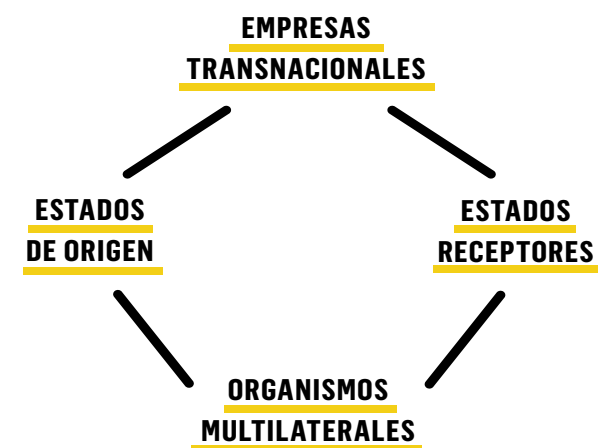 EMPRESAS
TRANSNACIONALES
ESTADOS
DE ORIGEN
ESTADOS
RECEPTORES
ORGANISMOS
MULTILATERALES